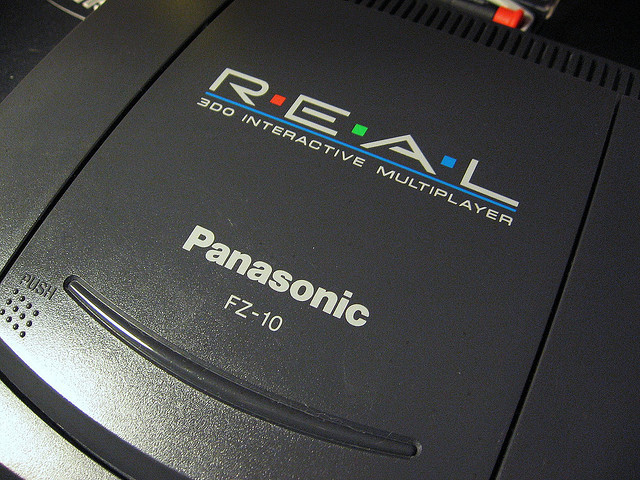 R·E·A·L
3DO INTERACTIVE MULTIPLAYER
Panasonic
FZ-10
PUSH